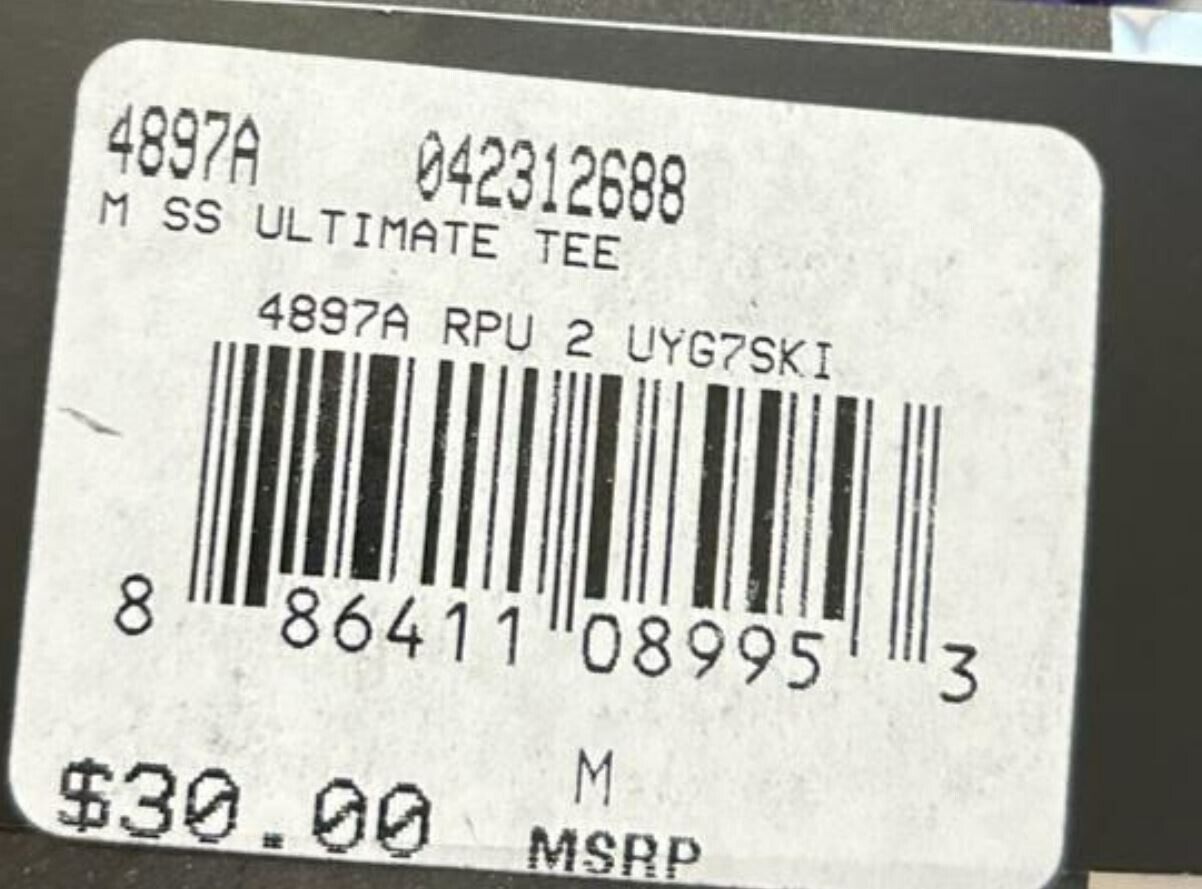 4897A 042312688
M SS ULTIMATE TEE
4897A RPU 2 UYG7SKI
8 86411 08995 3
M
$30.00 MSRP